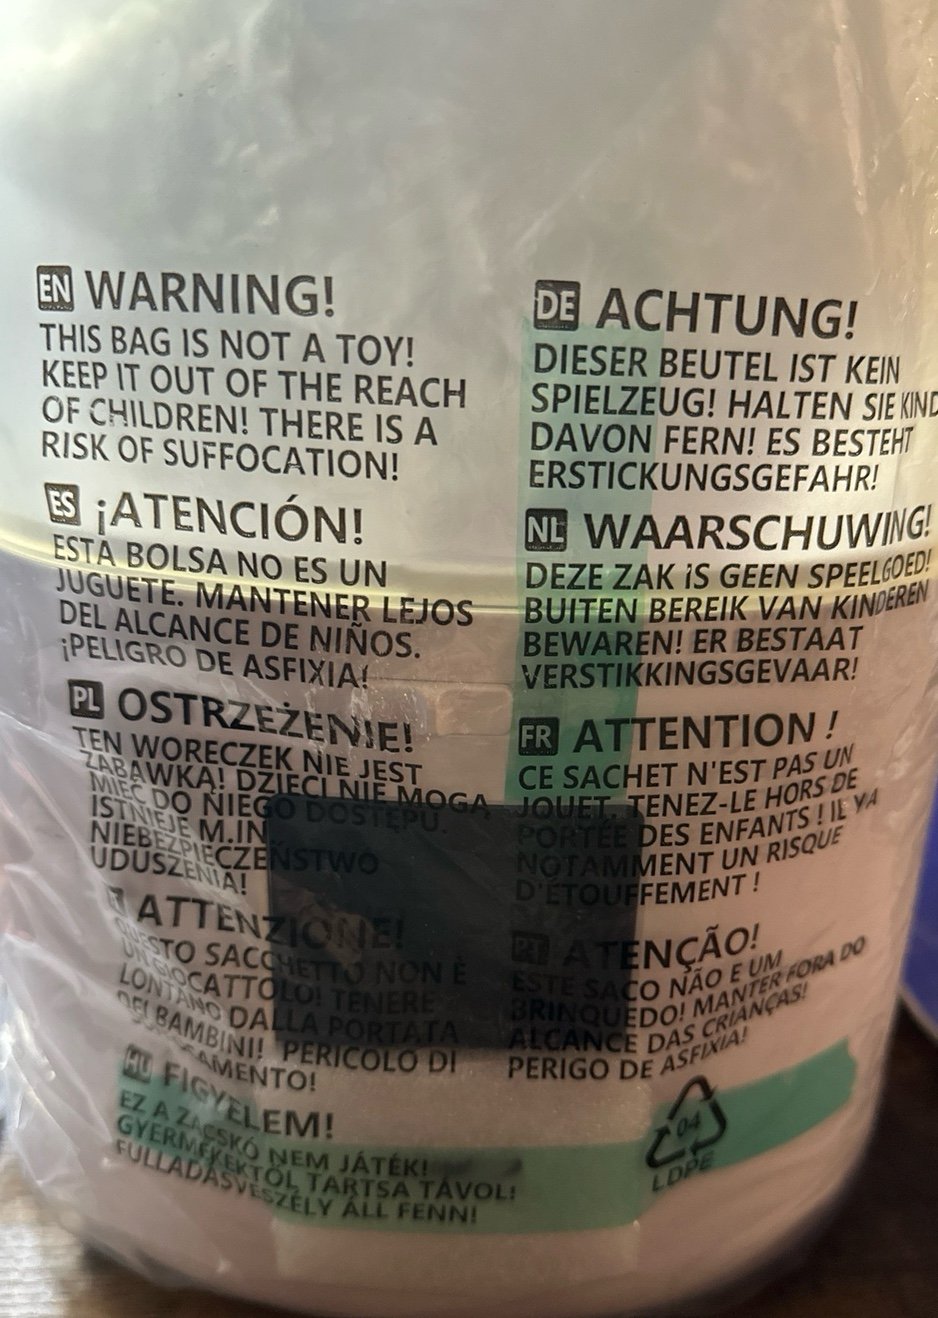 EN WARNING!
THIS BAG IS NOT A TOY!
KEEP IT OUT OF THE REACH
OF CHILDREN! THERE IS A
RISK OF SUFFOCATION!
ES ¡ATENCIÓN!
ESTA BOLSA NO ES UN
JUGUETE. MANTENER LEJOS
DEL ALCANCE DE NIÑOS.
¡PELIGRO DE ASFIXIA!
PL OSTRZEŻENIE!
TEN WORECZEK NIE JEST
ZABAWKĄ! DZIECI NIE MOGĄ
MIEĆ DO NIEGO DOSTĘPU.
ISTNIEJE M.IN
NIEBEZPIECZEŃSTWO
UDUSZENIA!
ATTENZIONE!
QUESTO SACCHETTO NON È
UN GIOCATTOLO! TENERE
LONTANO DALLA PORTATA
DEI BAMBINI! PERICOLO DI
HU FIGYELEM!
EZ A ZACSKÓ NEM JÁTÉK!
GYERMEKEKTŐL TARTSA TÁVOL!
FULLADÁSVESZÉLY ÁLL FENN!
DE ACHTUNG!
DIESER BEUTEL IST KEIN
SPIELZEUG! HALTEN SIE KIND
DAVON FERN! ES BESTEHT
ERSTICKUNGSGEFAHR!
NL WAARSCHUWING!
DEZE ZAK iS GEEN SPEELGOED!
BUITEN BEREIK VAN KINDEREN
BEWAREN! ER BESTAAT
VERSTIKKINGSGEVAAR!
FR ATTENTION !
CE SACHET N'EST PAS UN
JOUET. TENEZ-LE HORS DE
PORTÉE DES ENFANTS ! IL YA
NOTAMMENT UN RISQUE
D'ÉTOUFFEMENT !
PT ATENÇÃO!
ESTE SACO NÃO E UM
BRINQUEDO! MANTER FORA DO
ALCANCE DAS CRIANÇAS!
PERIGO DE ASFIXIA!
04
LDPE